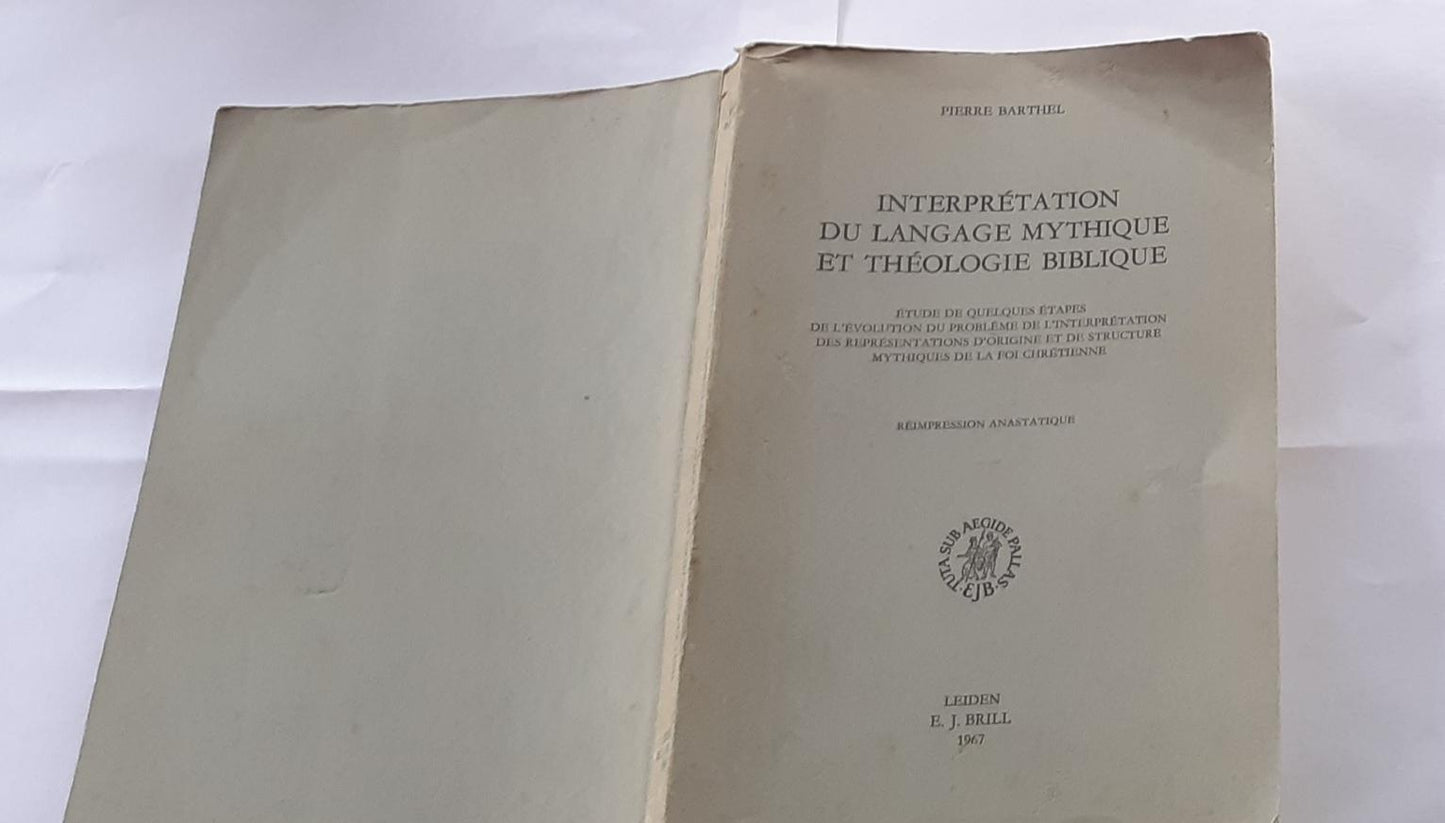 PIERRE BARTHEL
INTERPRÉTATION
DU LANGAGE MYTHIQUE
ET THÉOLOGIE BIBLIQUE
ÉTUDE DE QUELQUES ÉTAPES
DE L'ÉVOLUTION DU PROBLÈME DE L'INTERPRÉTATION
DES REPRÉSENTATIONS D'ORIGINE ET DE STRUCTURE
MYTHIQUES DE LA FOI CHRÉTIENNE
RÉIMPRESSION ANASTATIQUE
TUTA SUB AEGIDE PALLAS
·EJB·
LEIDEN
E. J. BRILL
1967